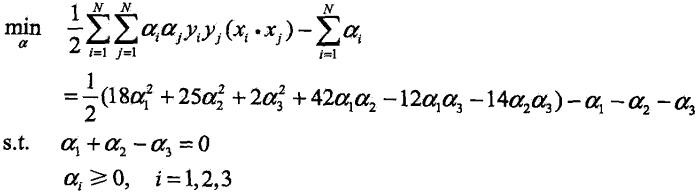 min_α 1/2 ∑_{i=1}^{N} ∑_{j=1}^{N} α_i α_j y_i y_j (x_i • x_j) − ∑_{i=1}^{N} α_i
= 1/2 (18α_1^2 + 25α_2^2 + 2α_3^2 + 42α_1α_2 − 12α_1α_3 − 14α_2α_3) − α_1 − α_2 − α_3
s.t. α_1 + α_2 − α_3 = 0
α_i ⩾ 0, i = 1,2,3